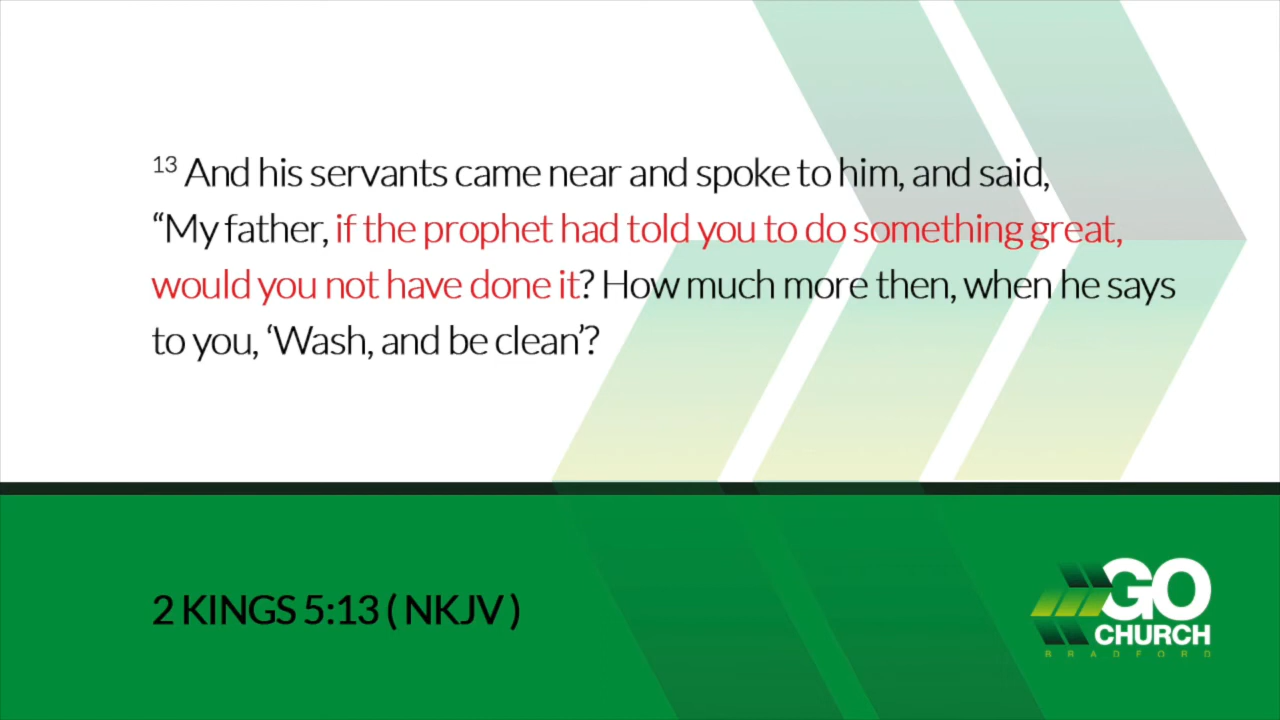 13 And his servants came near and spoke to him, and said,
“My father, if the prophet had told you to do something great,
would you not have done it? How much more then, when he says
to you, ‘Wash, and be clean’?
2 KINGS 5:13 ( NKJV )
GO
CHURCH
BRADFORD